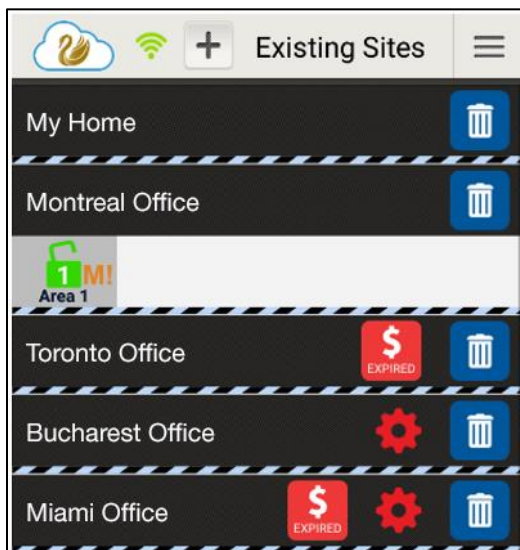 Existing Sites
My Home
Montreal Office
1 M!
Area 1
Toronto Office
$
EXPIRED
Bucharest Office
Miami Office
$
EXPIRED